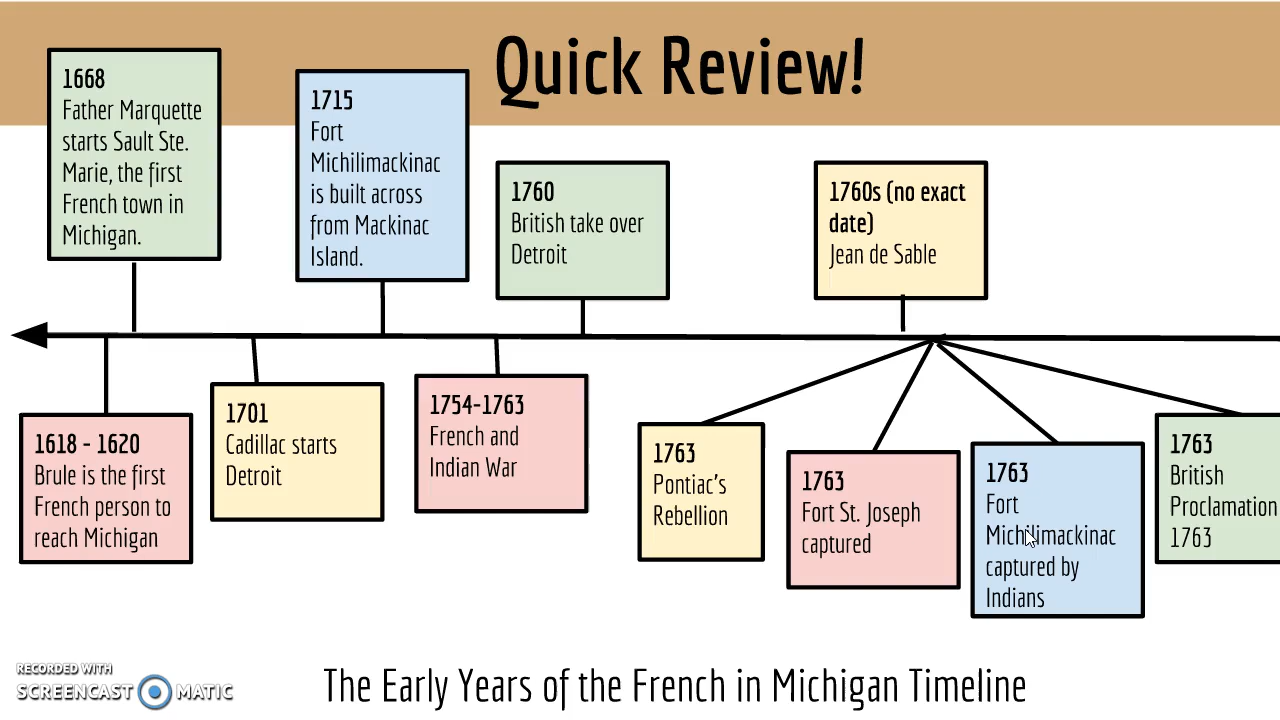 Quick Review!
1668
Father Marquette
starts Sault Ste.
Marie, the first
French town in
Michigan.
1715
Fort
Michilimackinac
is built across
from Mackinac
Island.
1760
British take over
Detroit
1760s (no exact
date)
Jean de Sable
1618 - 1620
Brule is the first
French person to
reach Michigan
1701
Cadillac starts
Detroit
1754-1763
French and
Indian War
1763
Pontiac's
Rebellion
1763
Fort St. Joseph
captured
1763
Fort
Michilimackinac
captured by
Indians
1763
British
Proclamation
1763
The Early Years of the French in Michigan Timeline
RECORDED WITH
SCREENCAST MATIC